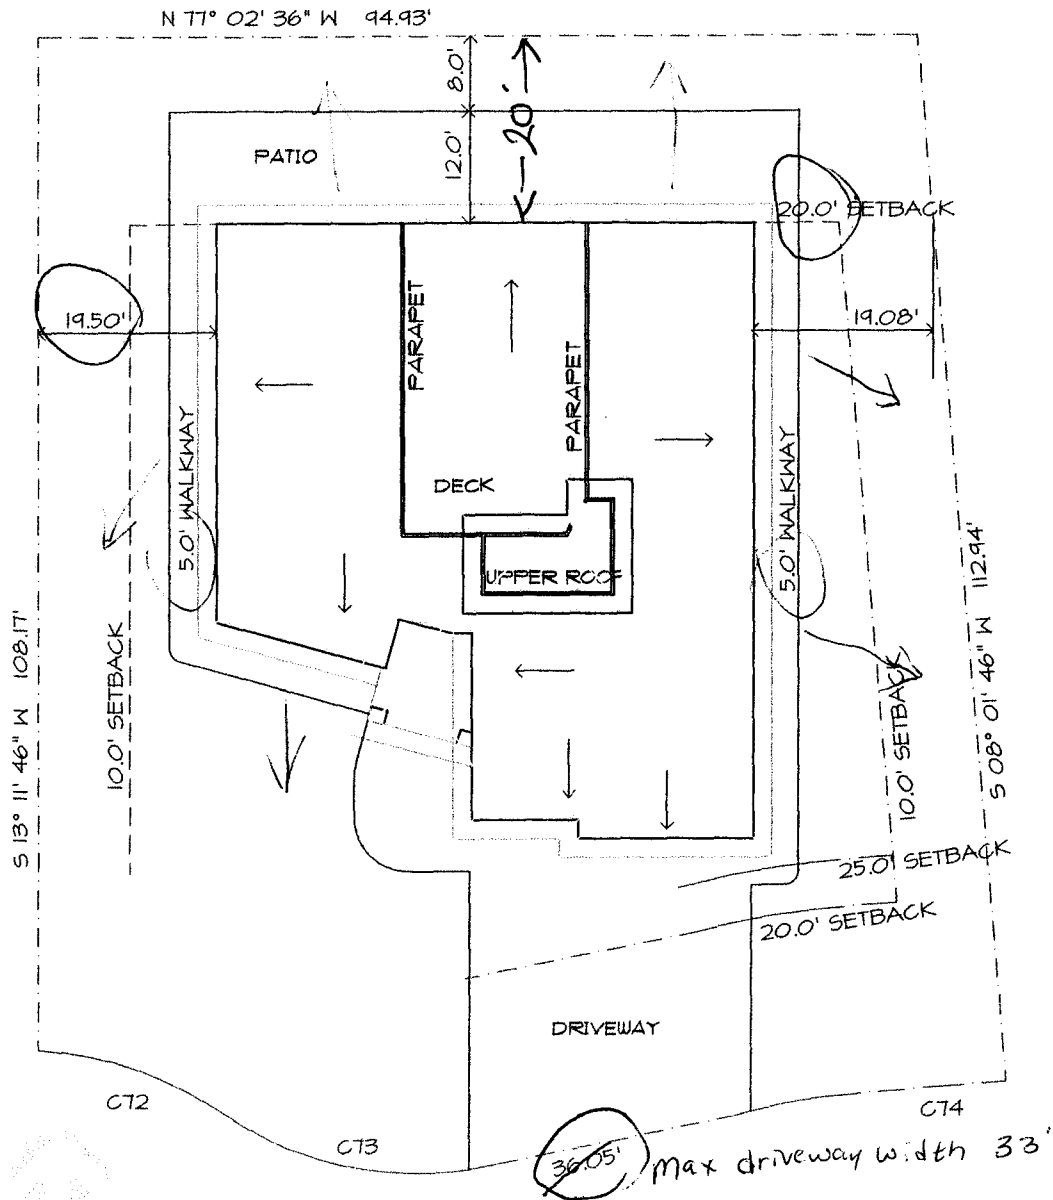 N 77° 02' 36" W 94.93'
8.0'
20'
12.0'
PATIO
20.0' SETBACK
19.50'
19.08'
PARAPET
PARAPET
DECK
UPPER ROOF
5.0' WALKWAY
5.0' WALKWAY
10.0' SETBACK
10.0' SETBACK
S 13° 11' 46" W 108.17'
S 08° 01' 46" W 112.94'
25.0' SETBACK
20.0' SETBACK
DRIVEWAY
C72
C73
C74
36.05'
Max driveway width 33'